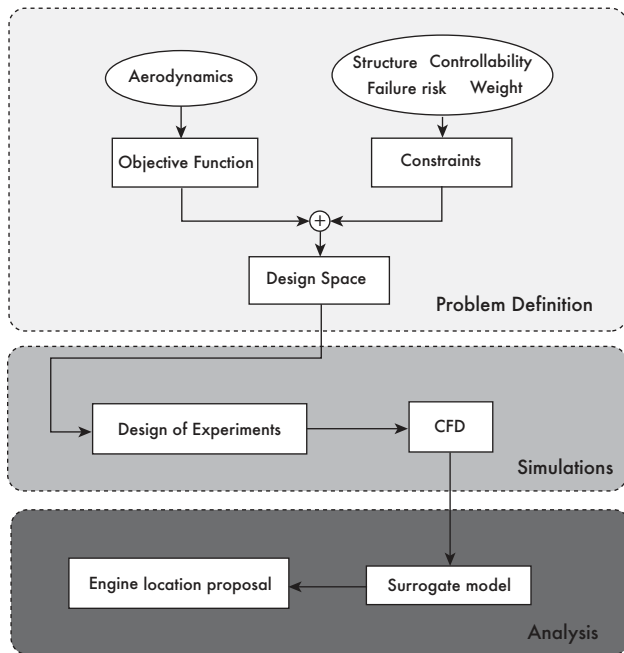 Aerodynamics
Structure Controllability
Failure risk Weight
Objective Function
Constraints
+
Design Space
Problem Definition
Design of Experiments
CFD
Simulations
Engine location proposal
Surrogate model
Analysis